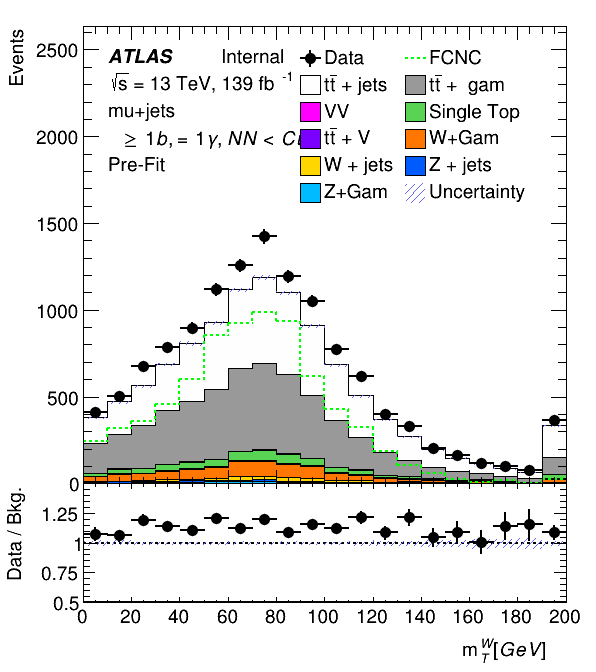 Events
2500
2000
1500
1000
500
0
ATLAS Internal
√s = 13 TeV, 139 fb⁻¹
mu+jets
≥ 1b, = 1γ, NN <
Pre-Fit
Data
FCNC
tt̄ + jets
tt̄ + gam
VV
Single Top
tt̄ + V
W+Gam
W + jets
Z + jets
Z+Gam
Uncertainty
Data / Bkg.
1.25
1
0.75
0.5
0 20 40 60 80 100 120 140 160 180 200
m_T^W[GeV]